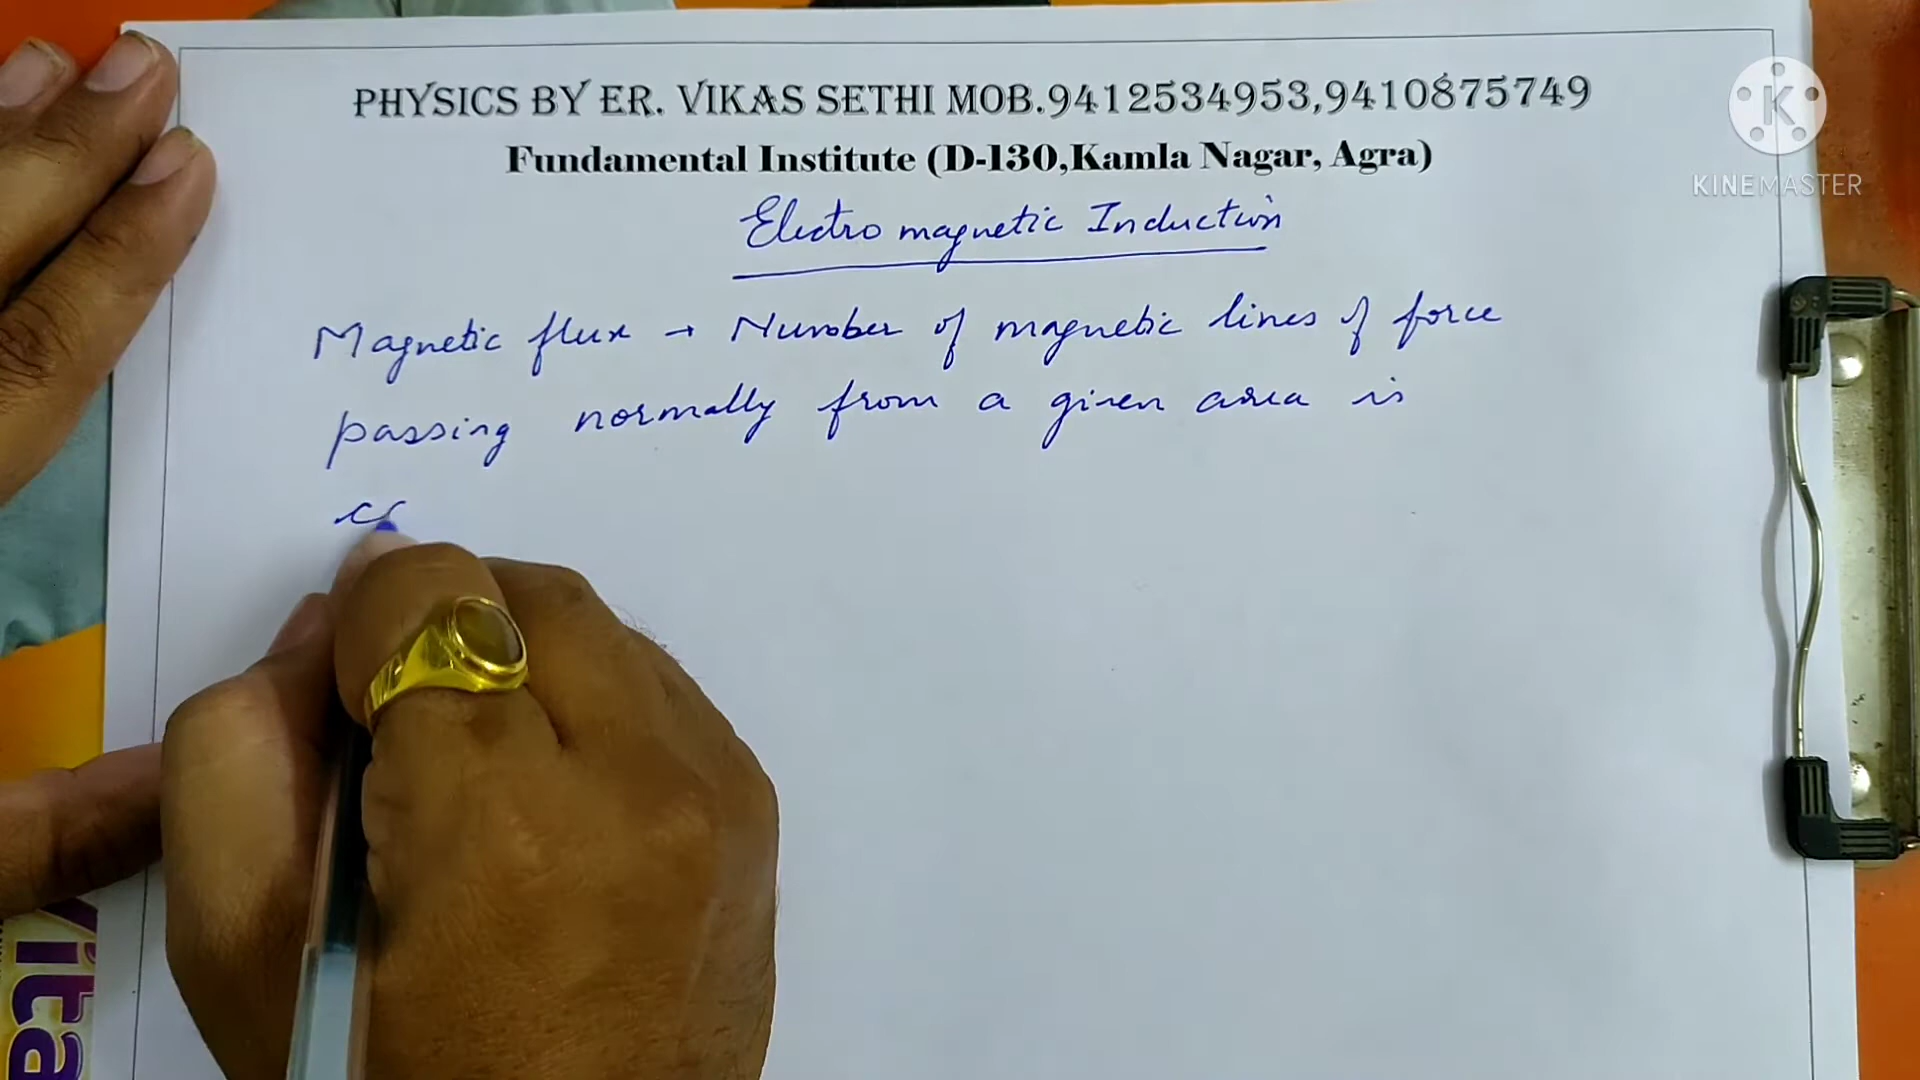 PHYSICS BY ER. VIKAS SETHI MOB.9412534953,9410875749
Fundamental Institute (D-130,Kamla Nagar, Agra)
KINEMASTER
Electro magnetic Induction
Magnetic flux → Number of magnetic lines of force
passing normally from a given area is
Vita